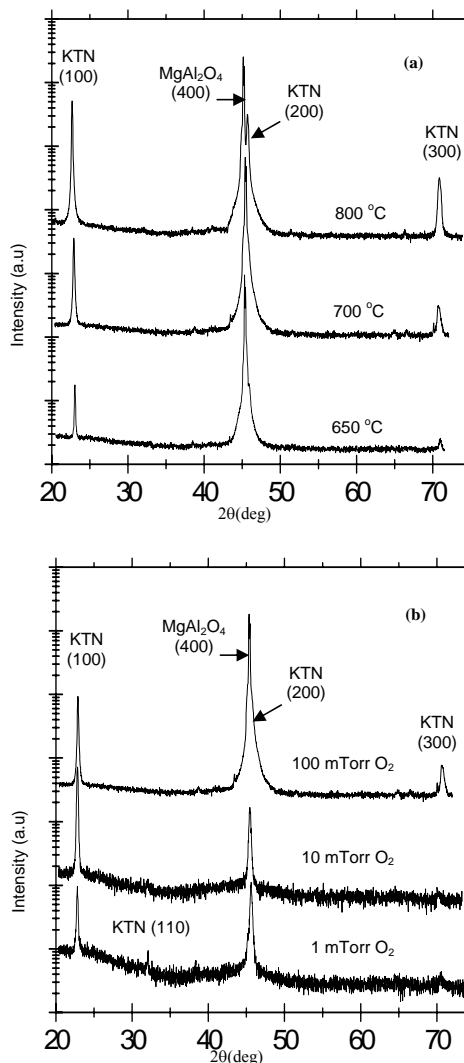 (a)
KTN
(100)
MgAl₂O₄
(400)
KTN
(200)
KTN
(300)
800 °C
700 °C
650 °C
Intensity (a.u)
20 30 40 50 60 70
2θ(deg)
(b)
KTN
(100)
MgAl₂O₄
(400)
KTN
(200)
KTN
(300)
100 mTorr O₂
10 mTorr O₂
KTN (110)
1 mTorr O₂
Intensity (a.u)
20 30 40 50 60 70
2θ(deg)